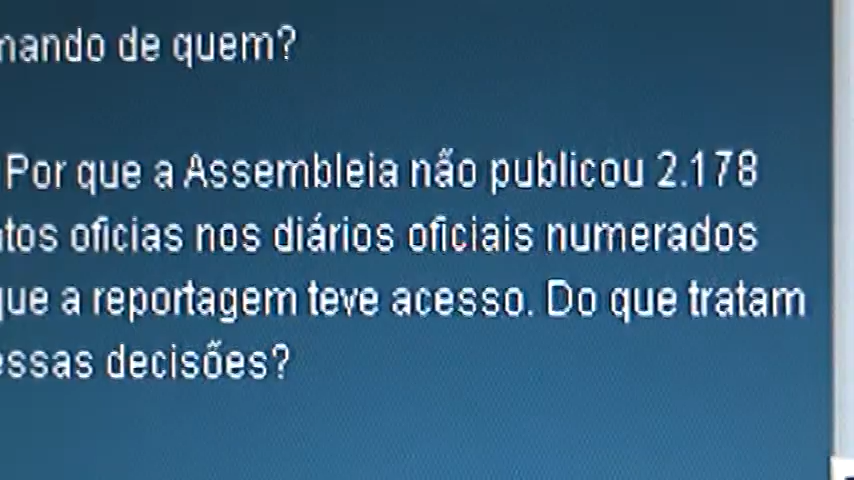 mando de quem?
Por que a Assembleia não publicou 2.178
atos oficias nos diários oficiais numerados
que a reportagem teve acesso. Do que tratam
essas decisões?